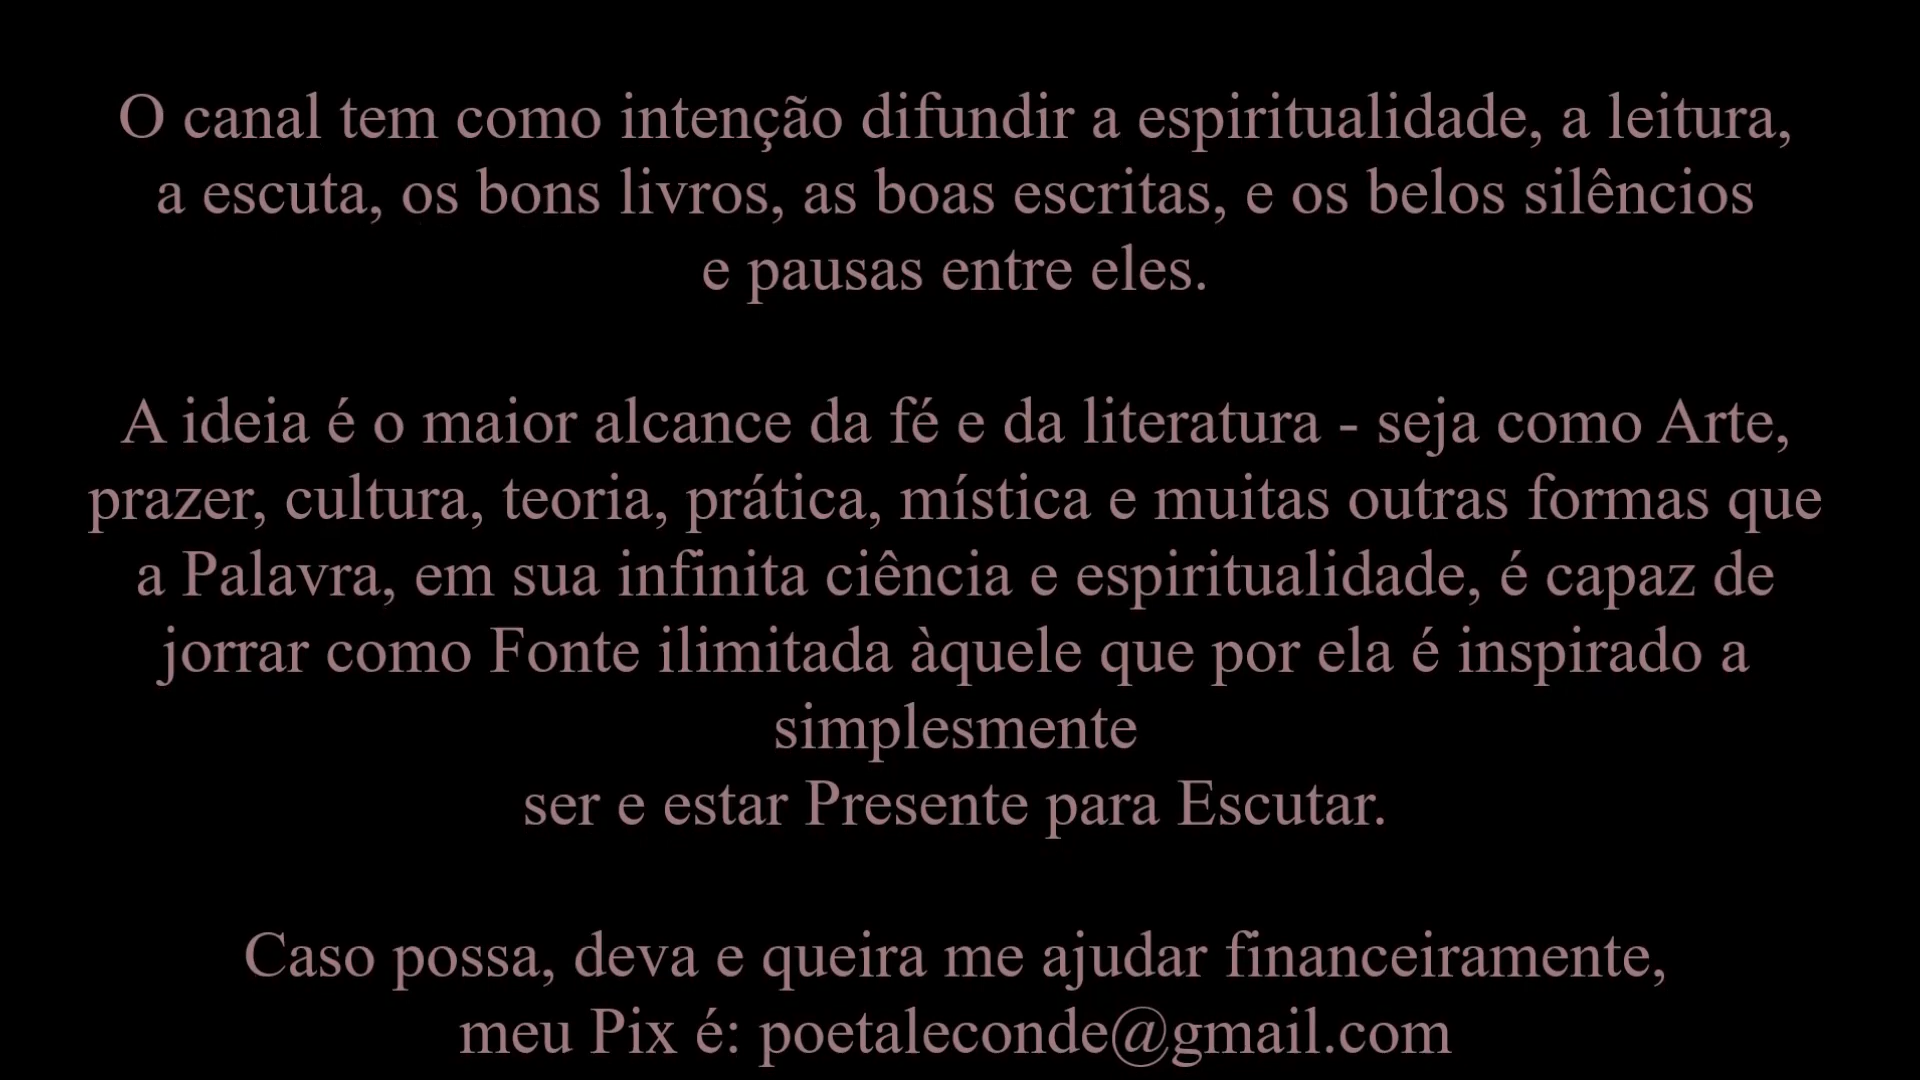 O canal tem como intenção difundir a espiritualidade, a leitura,
a escuta, os bons livros, as boas escritas, e os belos silêncios
e pausas entre eles.
A ideia é o maior alcance da fé e da literatura - seja como Arte,
prazer, cultura, teoria, prática, mística e muitas outras formas que
a Palavra, em sua infinita ciência e espiritualidade, é capaz de
jorrar como Fonte ilimitada àquele que por ela é inspirado a
simplesmente
ser e estar Presente para Escutar.
Caso possa, deva e queira me ajudar financeiramente,
meu Pix é: poetaleconde@gmail.com